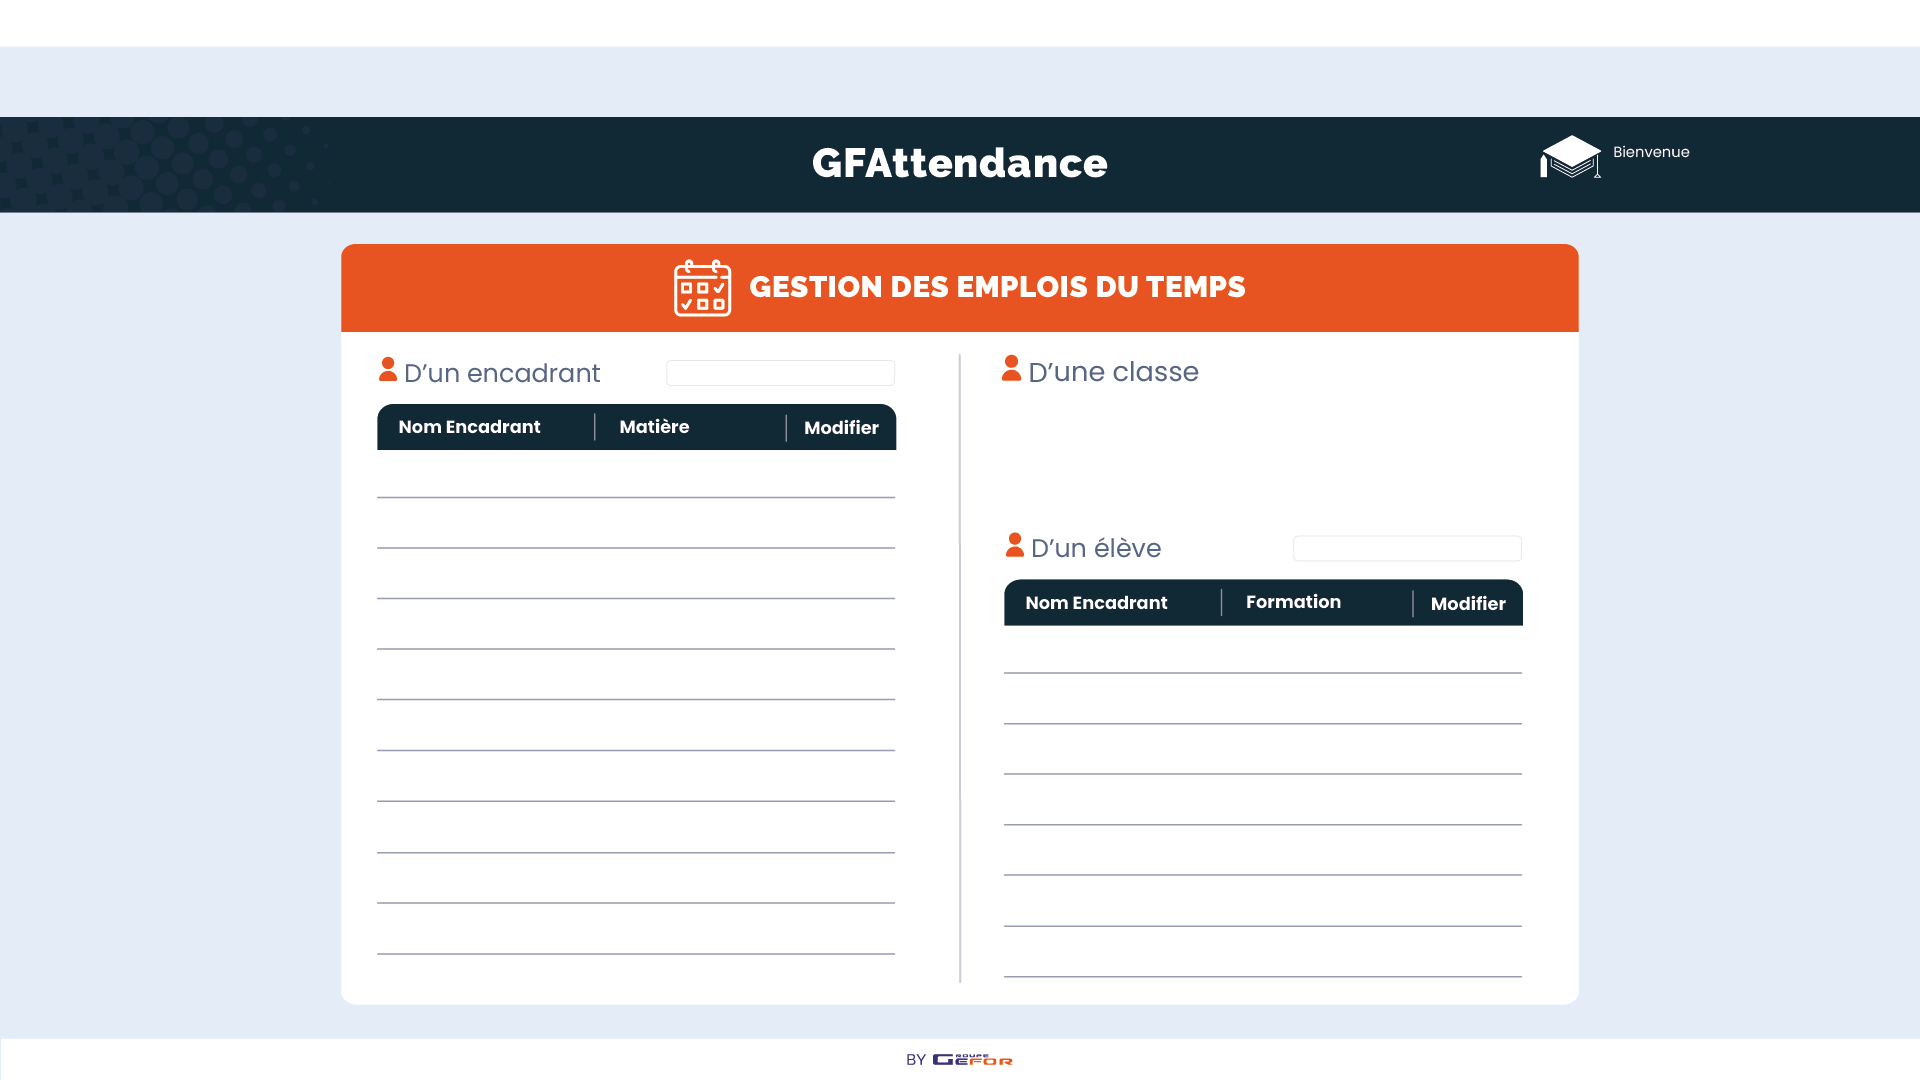 GFAttendance
Bienvenue
GESTION DES EMPLOIS DU TEMPS
D’un encadrant
Nom Encadrant Matière Modifier
D’une classe
D’un élève
Nom Encadrant Formation Modifier
BY GROUPE GEFOR